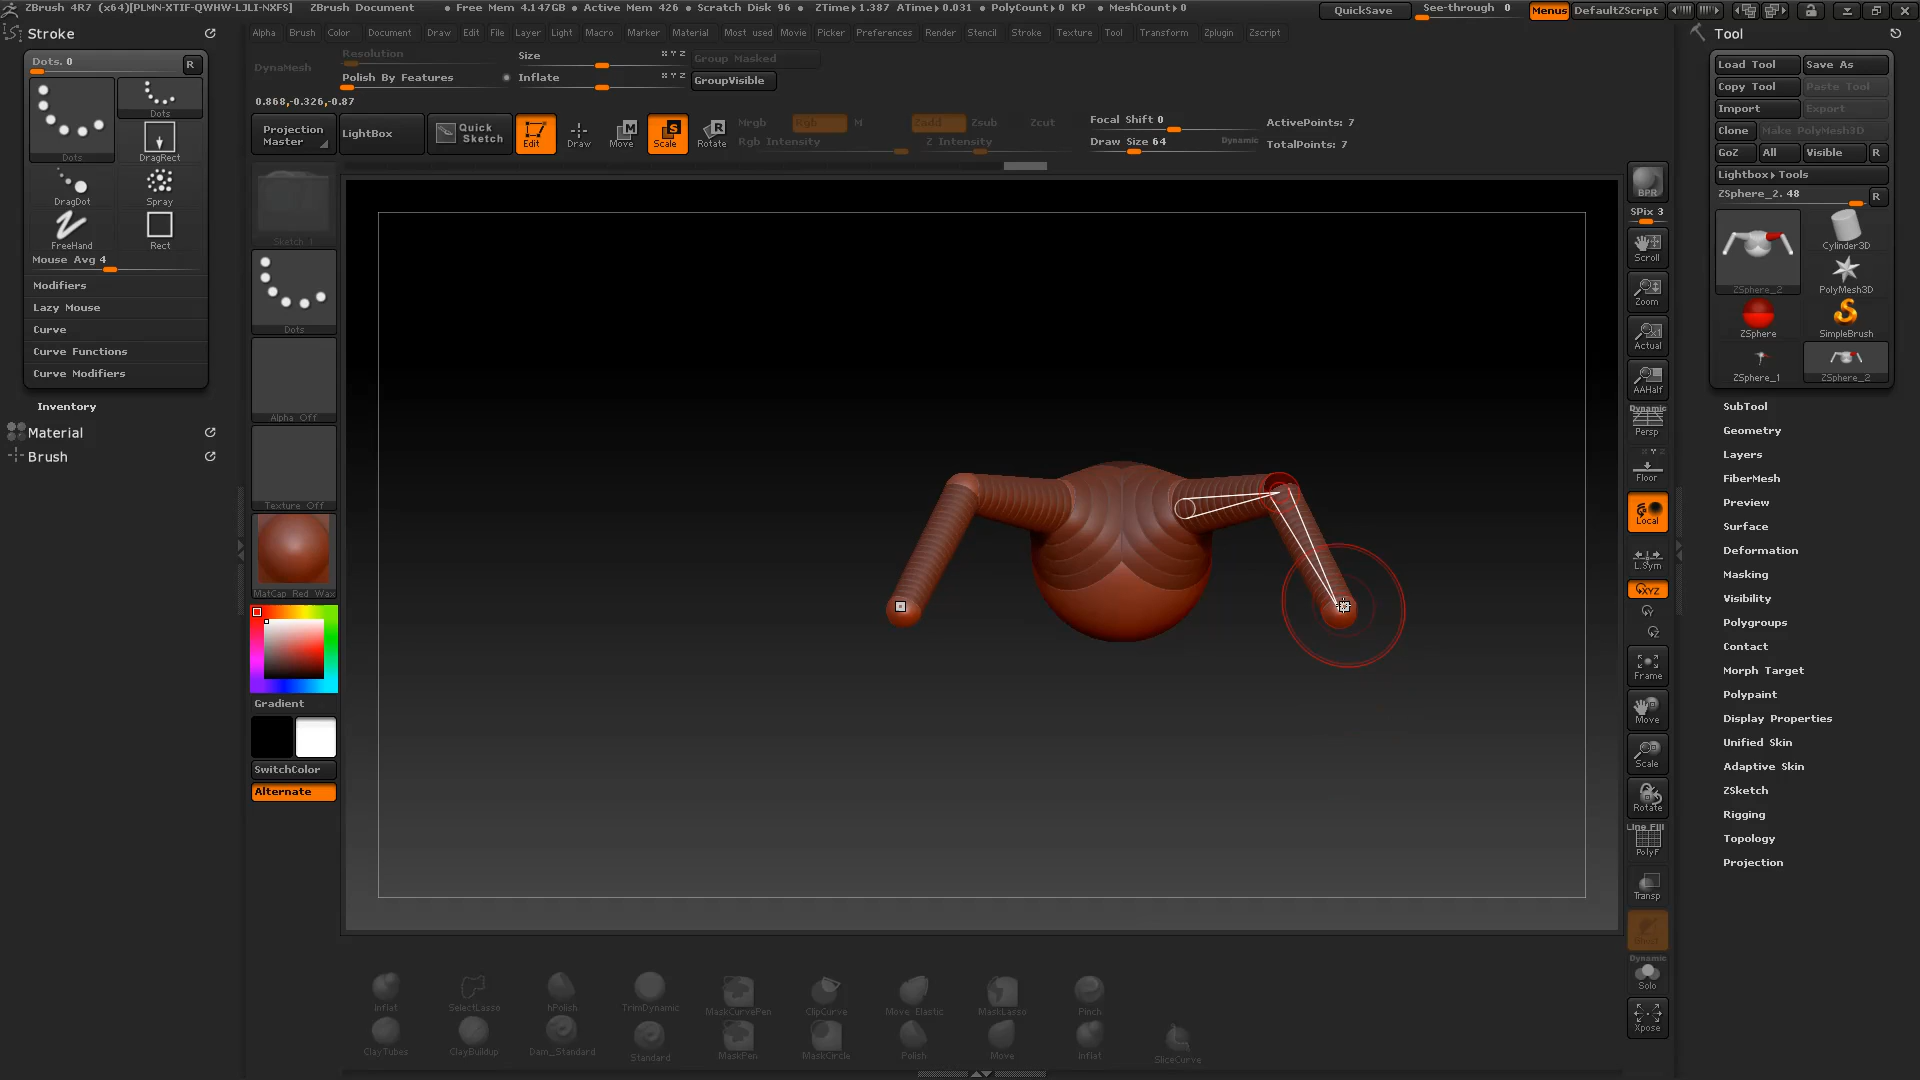 ZBrush 4R7 (x64)[PLMN-XTIF-QWHW-LJLI-NXFS] ZBrush Document • Free Mem 4.147GB • Active Mem 426 • Scratch Disk 96 • ZTime▸1.387 ATime▸0.031 • PolyCount▸0 KP • MeshCount▸0 QuickSave See-through 0 Menus DefaultZScript
Stroke
Alpha Brush Color Document Draw Edit File Layer Light Macro Marker Material Most used Movie Picker Preferences Render Stencil Stroke Texture Tool Transform Zplugin Zscript
Tool
Dots. 0 R
Dots
Dots
DragRect
DragDot Spray
FreeHand Rect
Mouse Avg 4
Modifiers
Lazy Mouse
Curve
Curve Functions
Curve Modifiers
Inventory
Material
Brush
DynaMesh
Resolution
Polish By Features
Size
Inflate
X Y Z
X Y Z
Group Masked
GroupVisible
0.868,-0.326,-0.87
Projection Master
LightBox
Quick Sketch
Edit Draw Move Scale Rotate
Mrgb Rgb M
Rgb Intensity
Zadd Zsub Zcut
Z Intensity
Focal Shift 0
Draw Size 64 Dynamic
ActivePoints: 7
TotalPoints: 7
Sketch 1
Dots
Alpha Off
Texture Off
MatCap Red Wax
Gradient
SwitchColor
Alternate
BPR
SPix 3
Scroll
Zoom
Actual
AAHalf
Dynamic
Persp
X Y Z
Floor
Local
L.Sym
XYZ
Y
Z
Frame
Move
Scale
Rotate
Line Fill
PolyF
Transp
Ghost
Dynamic
Solo
Xpose
Load Tool Save As
Copy Tool Paste Tool
Import Export
Clone Make PolyMesh3D
GoZ All Visible R
Lightbox▸Tools
ZSphere_2. 48 R
ZSphere_2
Cylinder3D
PolyMesh3D
ZSphere SimpleBrush
ZSphere_1 ZSphere_2
SubTool
Geometry
Layers
FiberMesh
Preview
Surface
Deformation
Masking
Visibility
Polygroups
Contact
Morph Target
Polypaint
Display Properties
Unified Skin
Adaptive Skin
ZSketch
Rigging
Topology
Projection
Inflat SelectLasso hPolish TrimDynamic MaskCurvePen ClipCurve Move Elastic MaskLasso Pinch
ClayTubes ClayBuildup Dam_Standard Standard MaskPen MaskCircle Polish Move Inflat SliceCurve